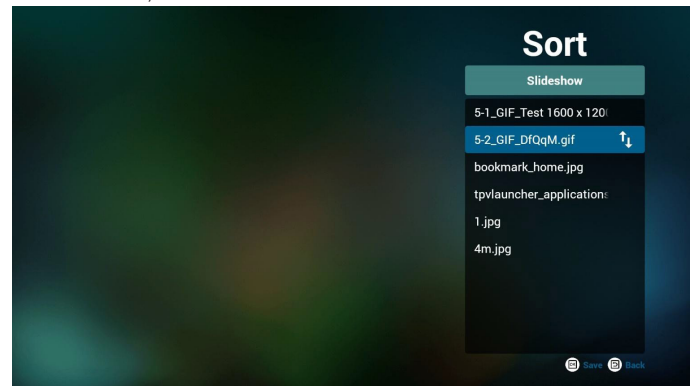 Sort
Slideshow
5-1_GIF_Test 1600 x 120
5-2_GIF_DfQqM.gif
bookmark_home.jpg
tpvlauncher_applications
1.jpg
4m.jpg
Save Back